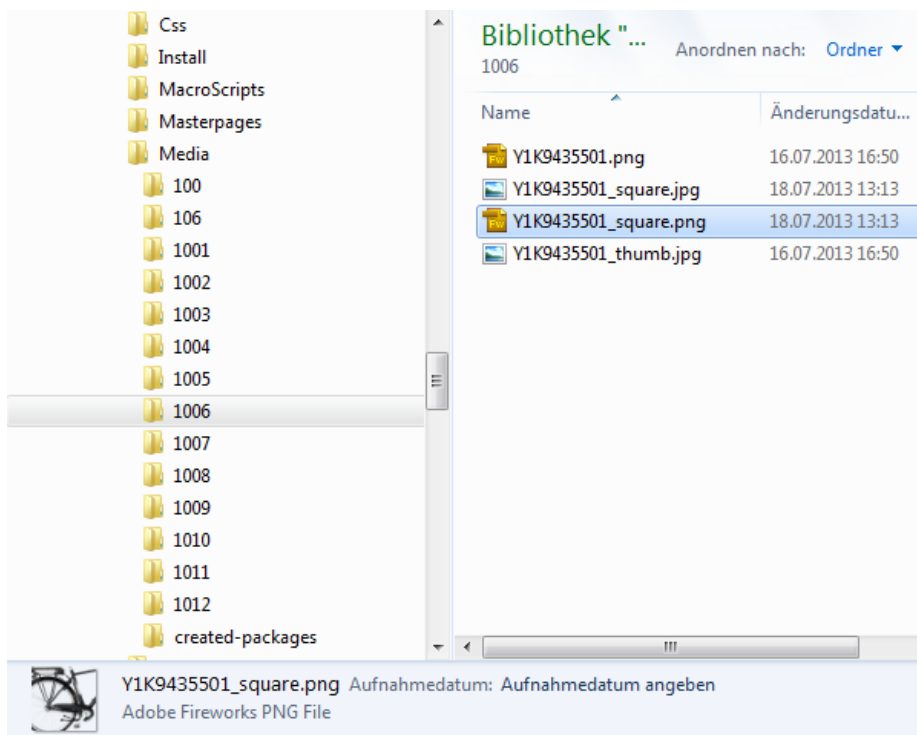 Css
Install
MacroScripts
Masterpages
Media
100
106
1001
1002
1003
1004
1005
1006
1007
1008
1009
1010
1011
1012
created-packages
Bibliothek "...
1006
Anordnen nach: Ordner
Name Änderungsdatu...
Y1K9435501.png 16.07.2013 16:50
Y1K9435501_square.jpg 18.07.2013 13:13
Y1K9435501_square.png 18.07.2013 13:13
Y1K9435501_thumb.jpg 16.07.2013 16:50
Y1K9435501_square.png Aufnahmedatum: Aufnahmedatum angeben
Adobe Fireworks PNG File